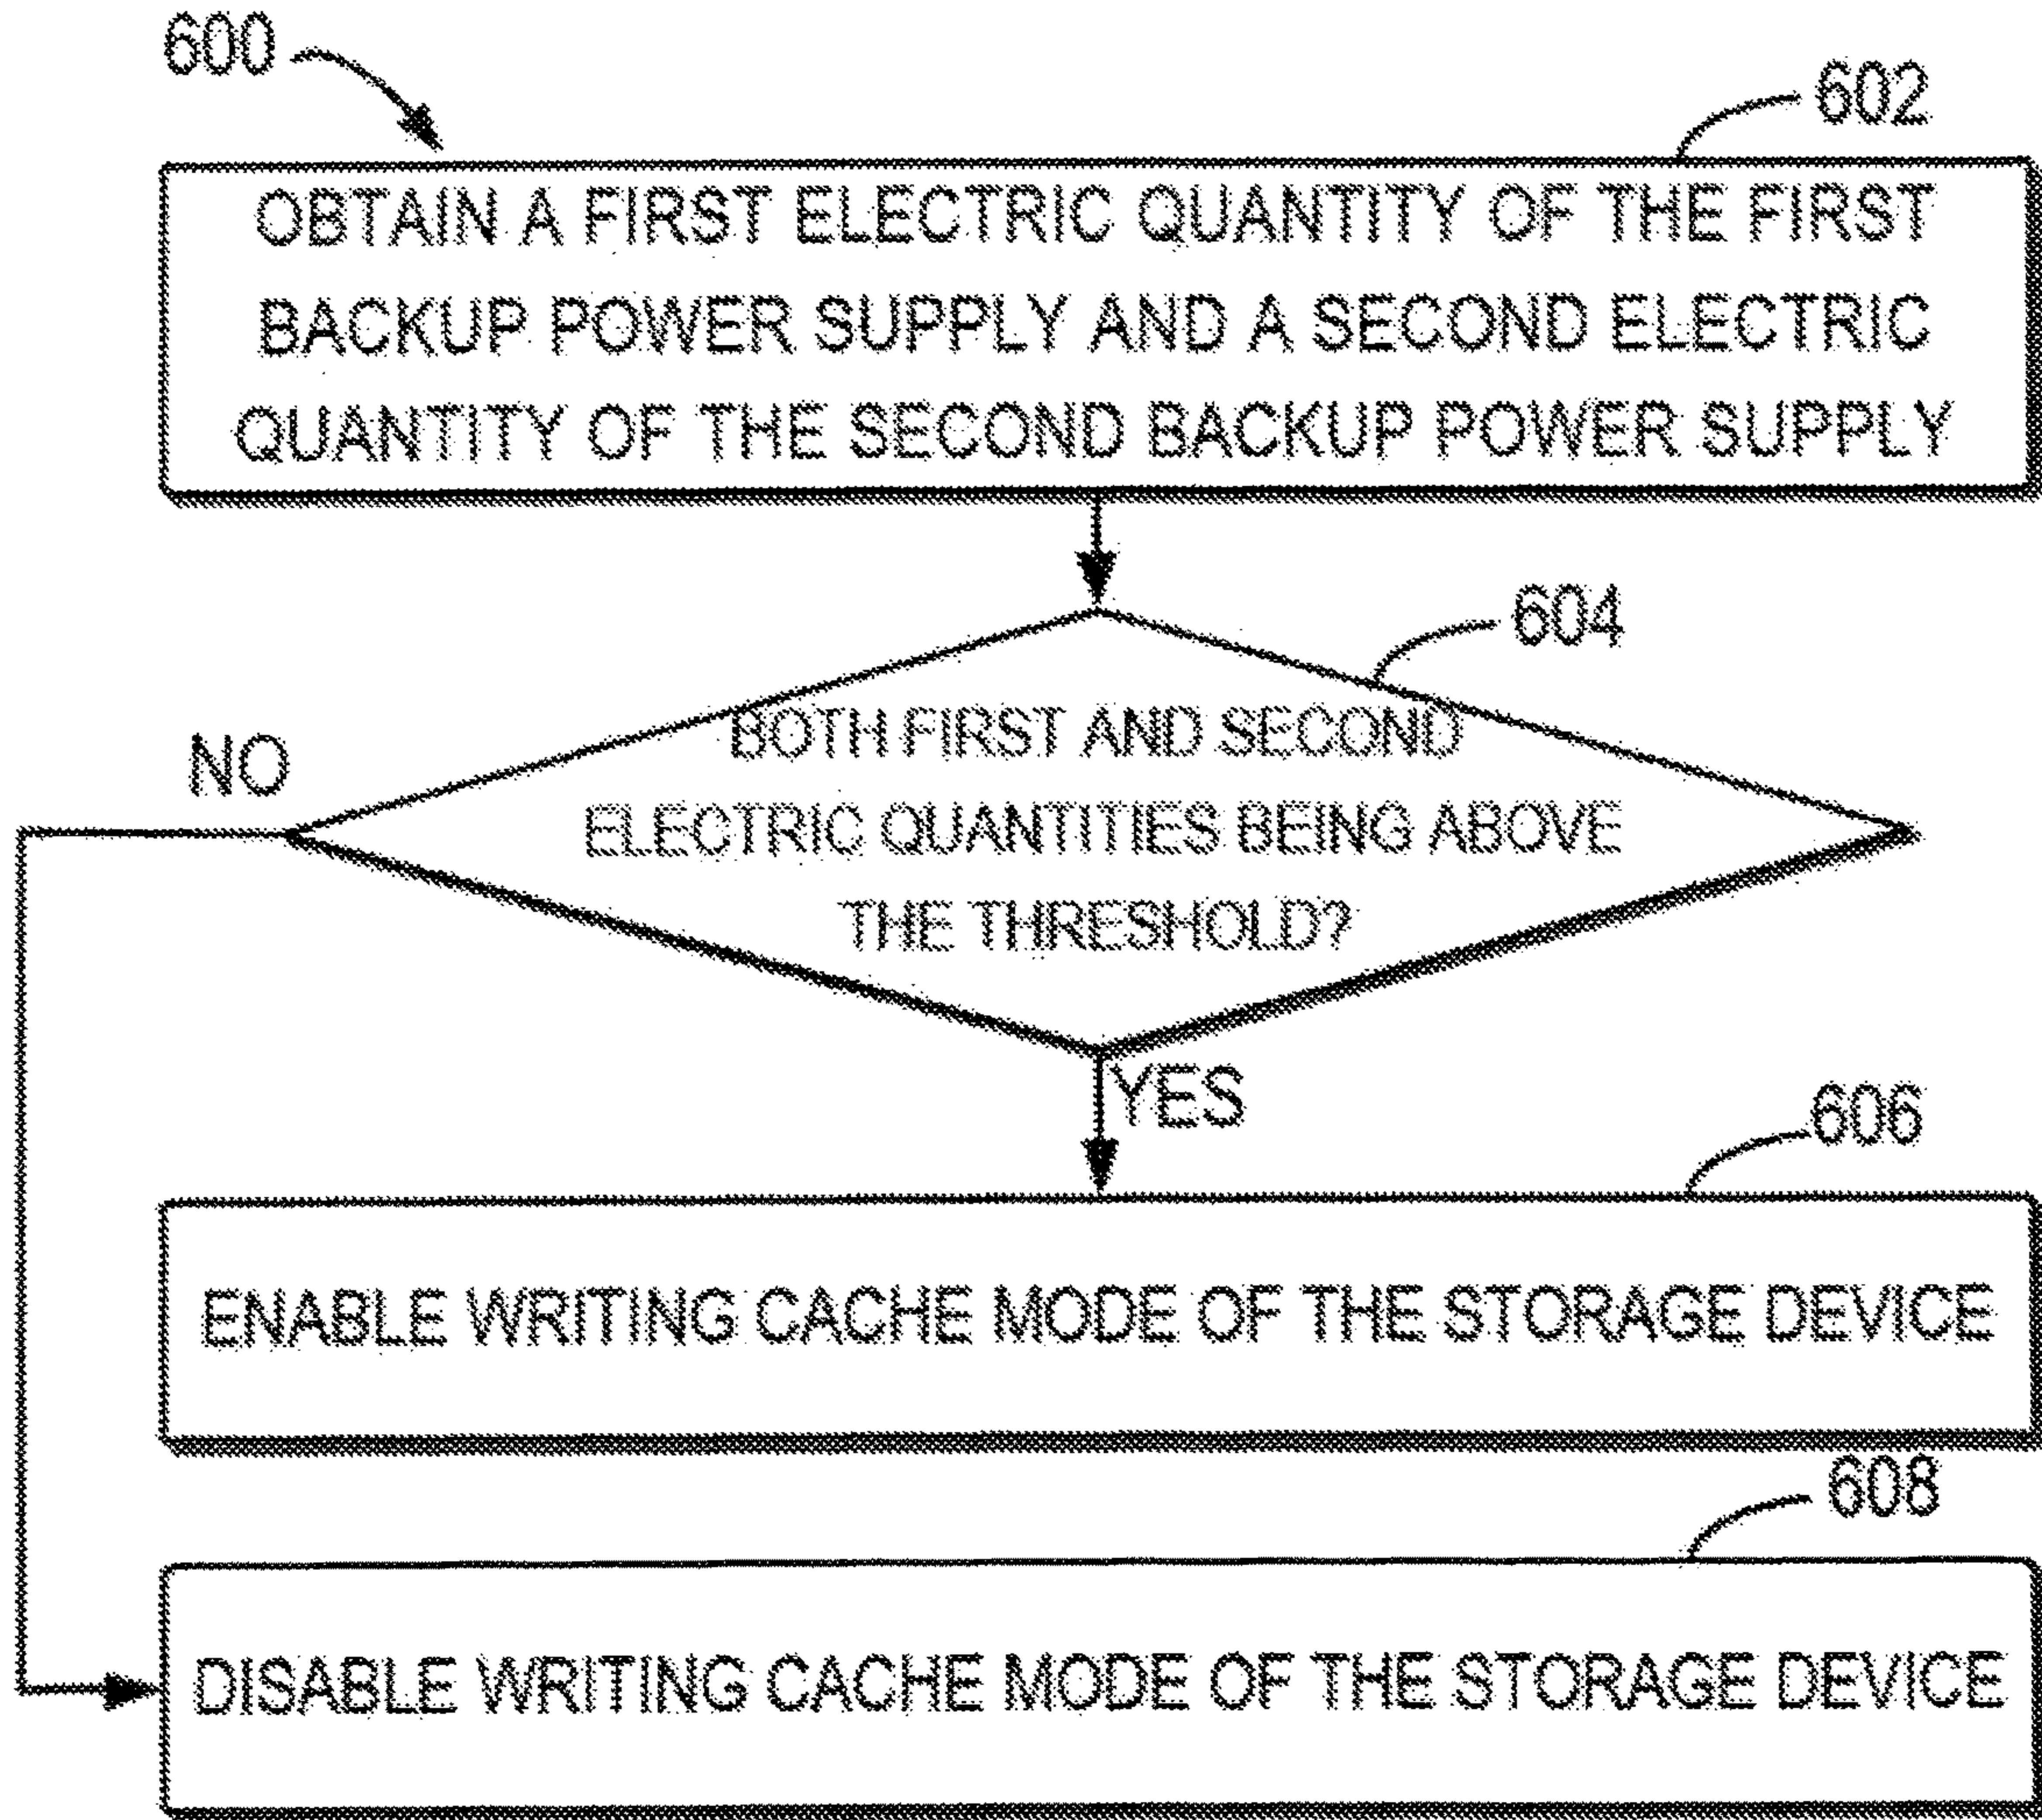 600
602
OBTAIN A FIRST ELECTRIC QUANTITY OF THE FIRST
BACKUP POWER SUPPLY AND A SECOND ELECTRIC
QUANTITY OF THE SECOND BACKUP POWER SUPPLY
604
BOTH FIRST AND SECOND
ELECTRIC QUANTITIES BEING ABOVE
THE THRESHOLD?
NO
YES
606
ENABLE WRITING CACHE MODE OF THE STORAGE DEVICE
608
DISABLE WRITING CACHE MODE OF THE STORAGE DEVICE